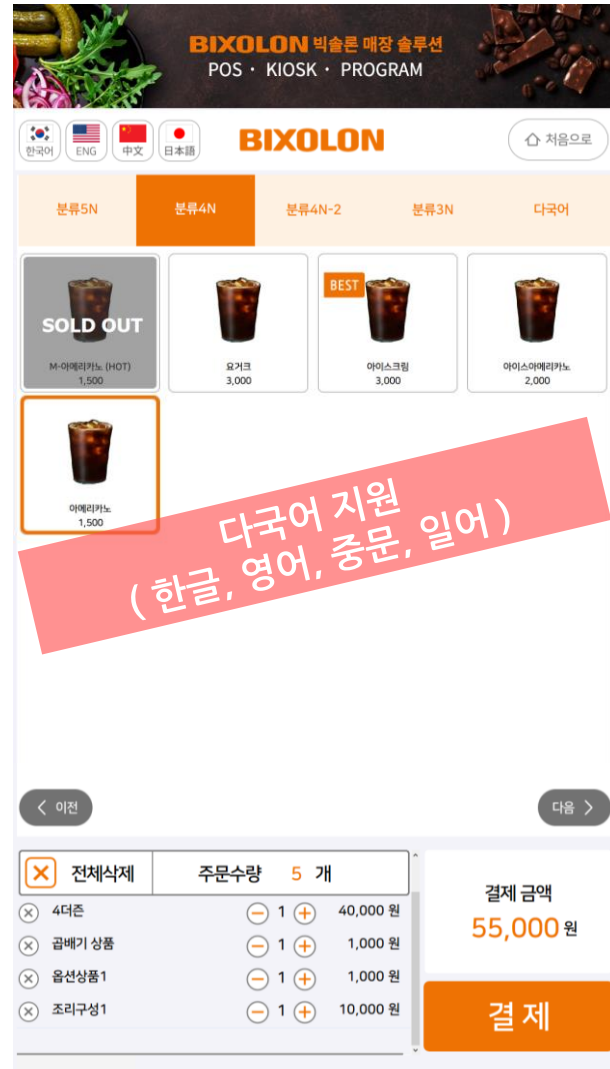 BIXOLON 빅솔론 매장 솔루션
POS · KIOSK · PROGRAM
한국어
ENG
中文
日本語
BIXOLON
처음으로
분류5N
분류4N
분류4N-2
분류3N
다국어
SOLD OUT
M-아메리카노 (HOT)
1,500
요거크
3,000
BEST
아이스크림
3,000
아이스아메리카노
2,000
아메리카노
1,500
다국어 지원
( 한글, 영어, 중문, 일어 )
이전
다음
전체삭제
주문수량 5 개
4더즌 1 40,000 원
곱배기 상품 1 1,000 원
옵션상품1 1 1,000 원
조리구성1 1 10,000 원
결제 금액
55,000 원
결 제